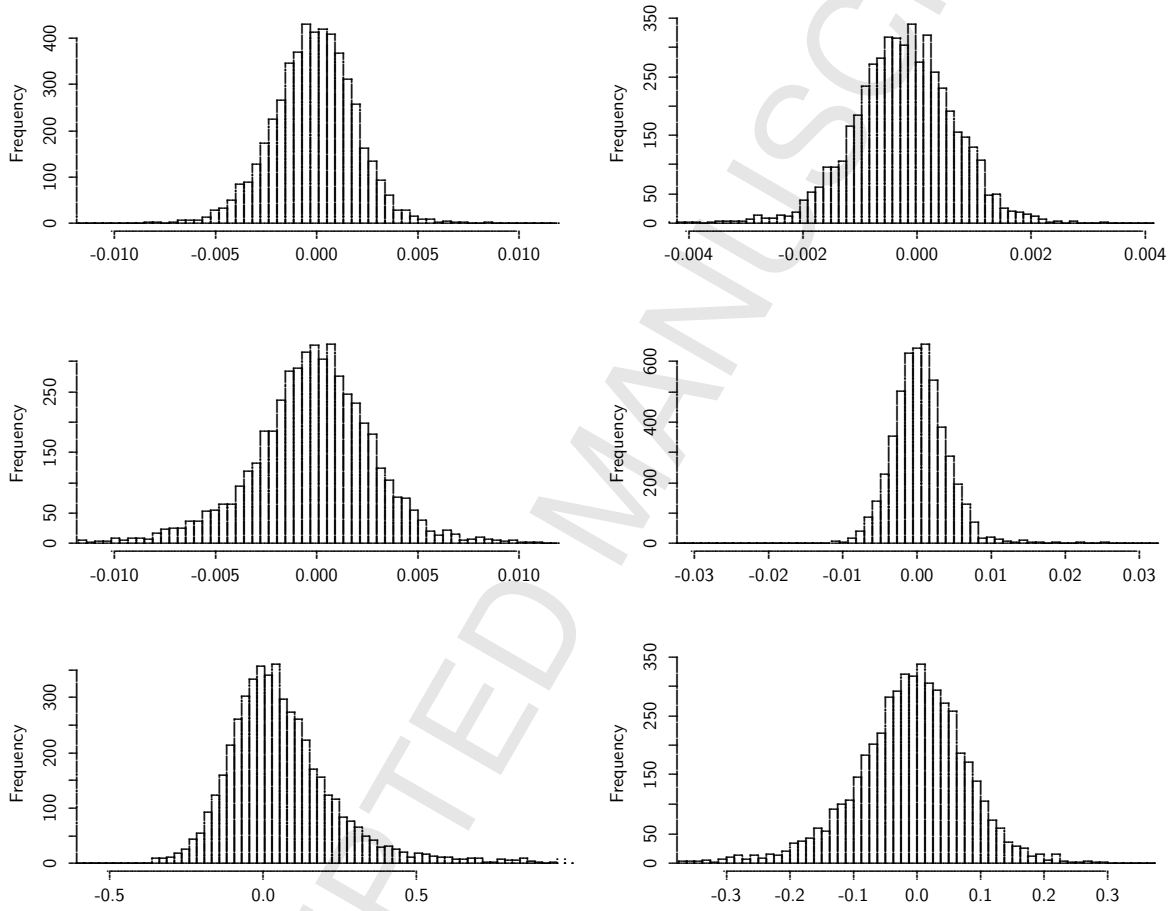 Frequency
0 100 200 300 400
-0.010 -0.005 0.000 0.005 0.010
Frequency
0 50 150 250 350
-0.004 -0.002 0.000 0.002 0.004
Frequency
0 50 150 250
-0.010 -0.005 0.000 0.005 0.010
Frequency
0 200 400 600
-0.03 -0.02 -0.01 0.00 0.01 0.02 0.03
Frequency
0 100 200 300
-0.5 0.0 0.5
Frequency
0 50 150 250 350
-0.3 -0.2 -0.1 0.0 0.1 0.2 0.3
PTED MANUSC